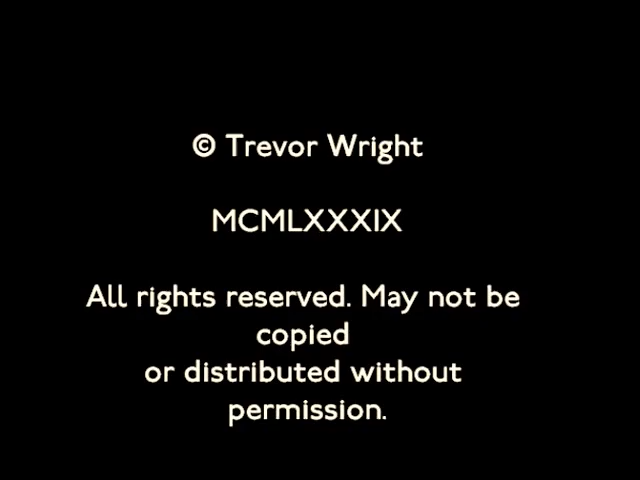 © Trevor Wright
MCMLXXXIX
All rights reserved. May not be
copied
or distributed without
permission.